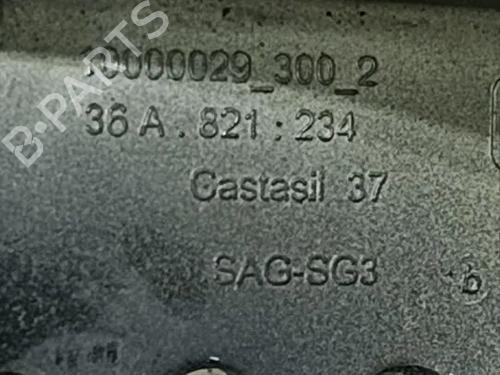 10000029_300_2
36 A . 821 : 234
Castasil 37
SAG-SG3
b
B-PARTS